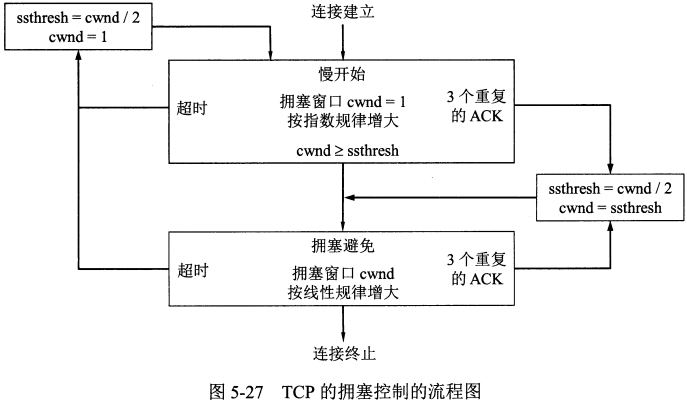 ssthresh = cwnd / 2
cwnd = 1
连接建立
慢开始
超时
拥塞窗口 cwnd = 1
按指数规律增大
3 个重复
的 ACK
cwnd ≥ ssthresh
ssthresh = cwnd / 2
cwnd = ssthresh
拥塞避免
超时
拥塞窗口 cwnd
按线性规律增大
3 个重复
的 ACK
连接终止
图 5-27 TCP 的拥塞控制的流程图